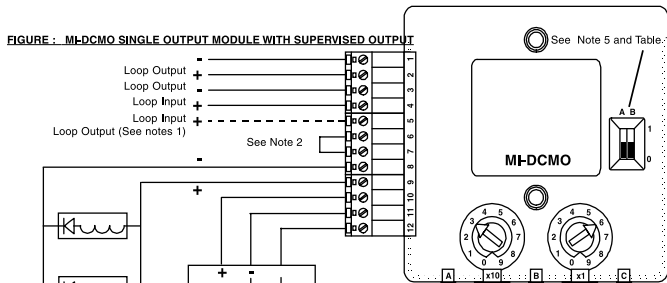 FIGURE : MI-DCMO SINGLE OUTPUT MODULE WITH SUPERVISED OUTPUT
See Note 5 and Table
-
Loop Output +
Loop Output -
Loop Input +
Loop Input +
Loop Output (See notes 1)
See Note 2
-
+
1
2
3
4
5
6
7
8
9
10
11
12
A B
1
0
MI-DCMO
0 1 2 3 4 5 6 7 8 9
0 1 2 3 4 5 6 7 8 9
A x10 B x1 C
+ -